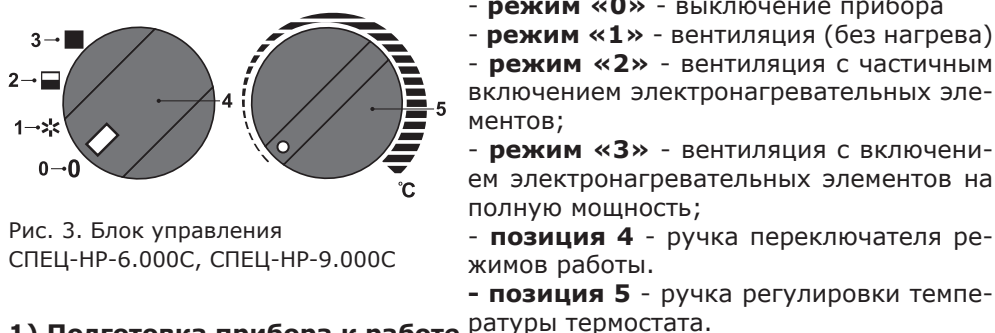 3
2
1
0 0
4
5
°C
Рис. 3. Блок управления
СПЕЦ-НР-6.000С, СПЕЦ-НР-9.000С
1) Подготовка прибора к работе
- режим «0» - выключение прибора
- режим «1» - вентиляция (без нагрева)
- режим «2» - вентиляция с частичным
включением электронагревательных эле-
ментов;
- режим «3» - вентиляция с включени-
ем электронагревательных элементов на
полную мощность;
- позиция 4 - ручка переключателя ре-
жимов работы.
- позиция 5 - ручка регулировки темпе-
ратуры термостата.